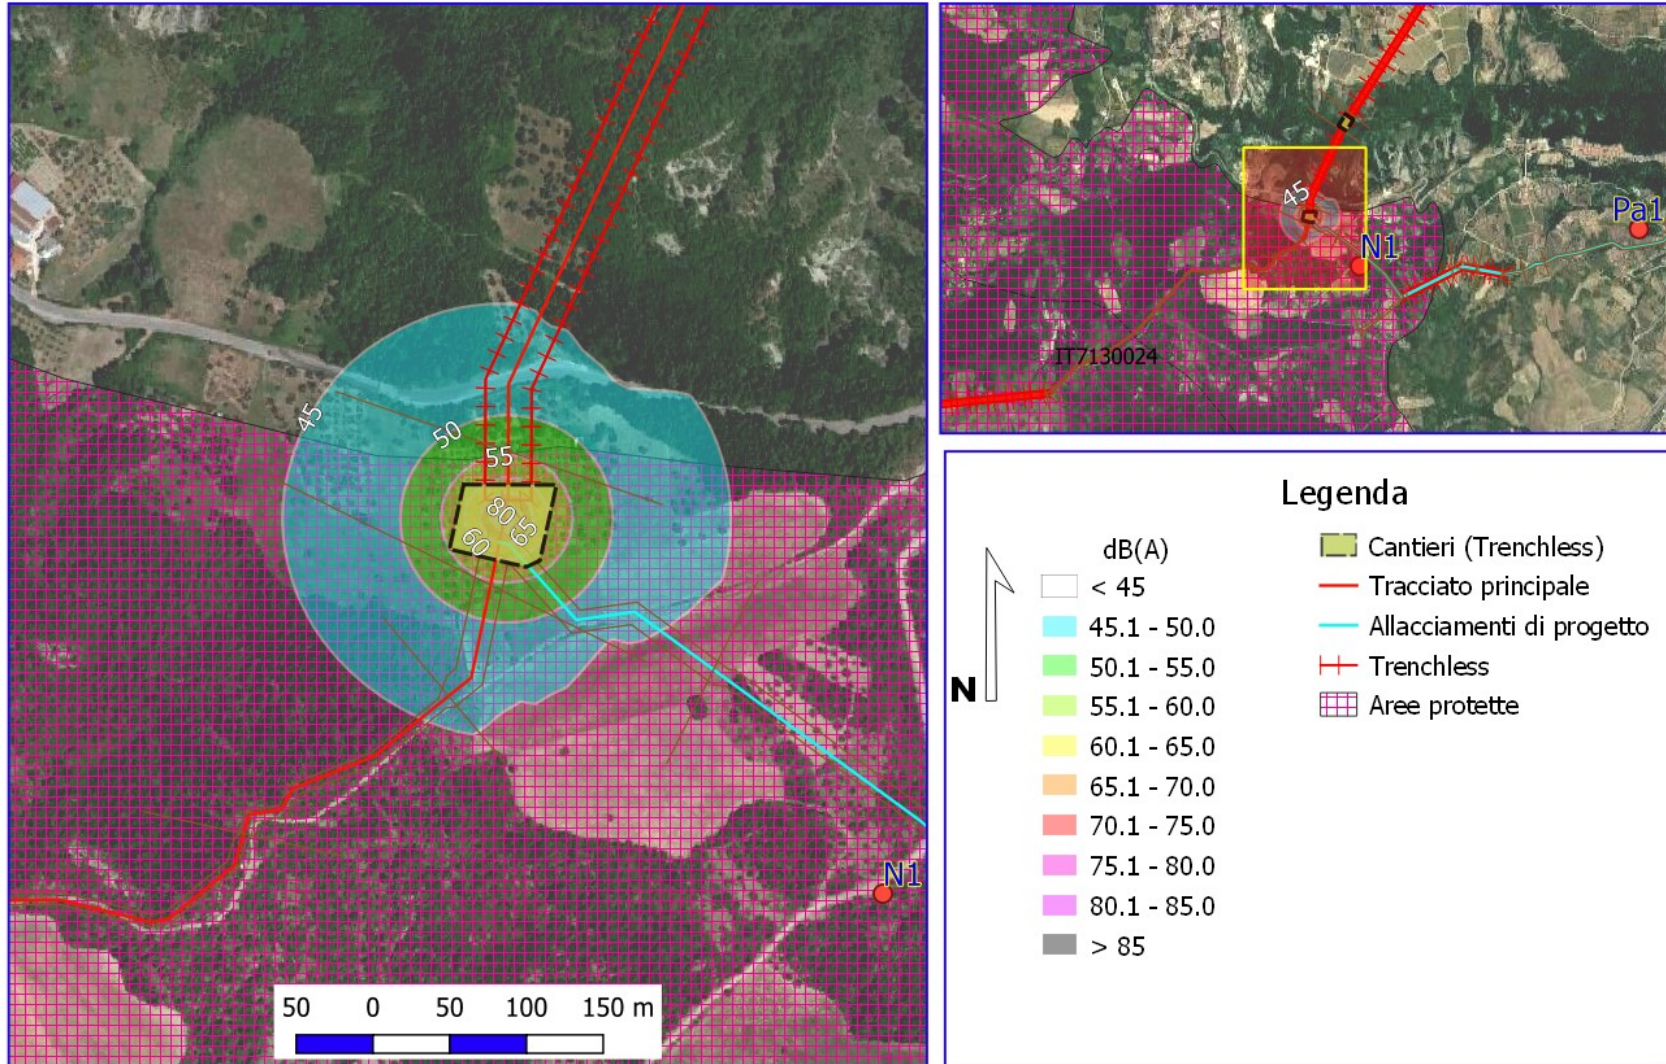 45
50
55
80
65
60
N1
50 0 50 100 150 m
45
Pa1
N1
IT7130024
Legenda
dB(A)
< 45
45.1 - 50.0
50.1 - 55.0
55.1 - 60.0
60.1 - 65.0
65.1 - 70.0
70.1 - 75.0
75.1 - 80.0
80.1 - 85.0
> 85
N
Cantieri (Trenchless)
Tracciato principale
Allacciamenti di progetto
Trenchless
Aree protette